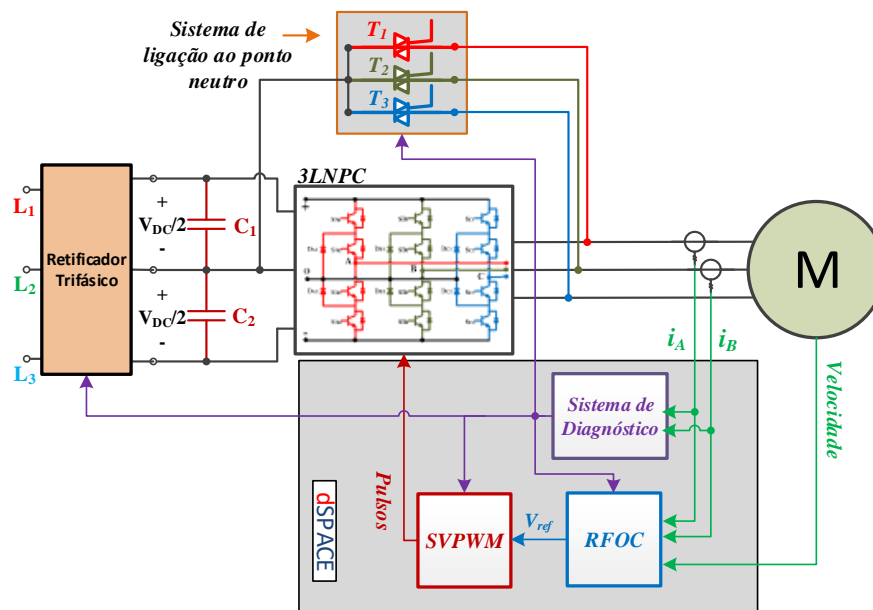 Sistema de
ligação ao ponto
neutro
T1
T2
T3
3LNPC
L1
L2
L3
Retificador
Trifásico
+
VDC/2
-
C1
+
VDC/2
-
C2
+
0
-
A
B
C
M
iA
iB
Velocidade
Sistema de
Diagnóstico
Pulsos
dSPACE
SVPWM
Vref
RFOC